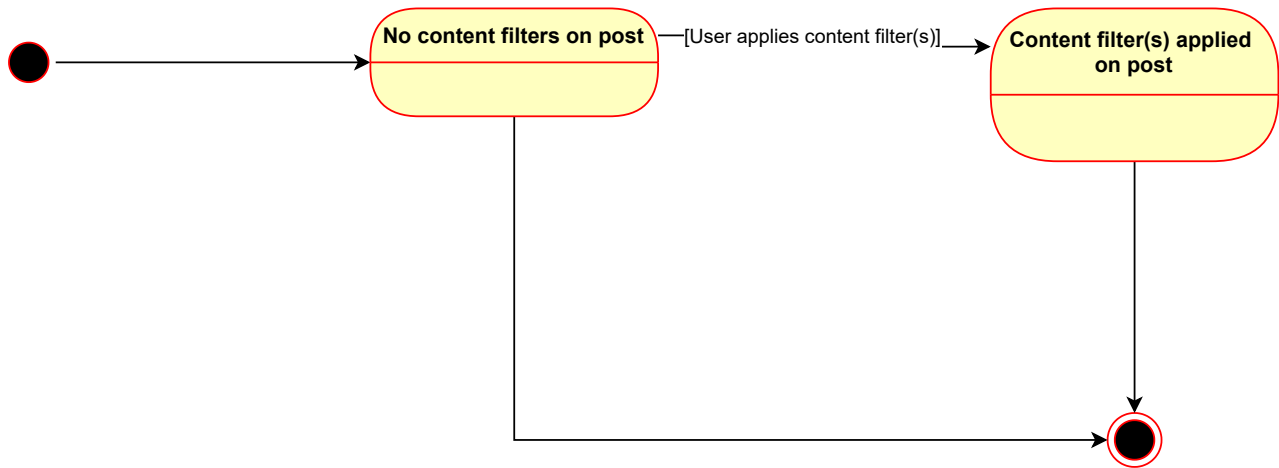 No content filters on post
[User applies content filter(s)]
Content filter(s) applied
on post